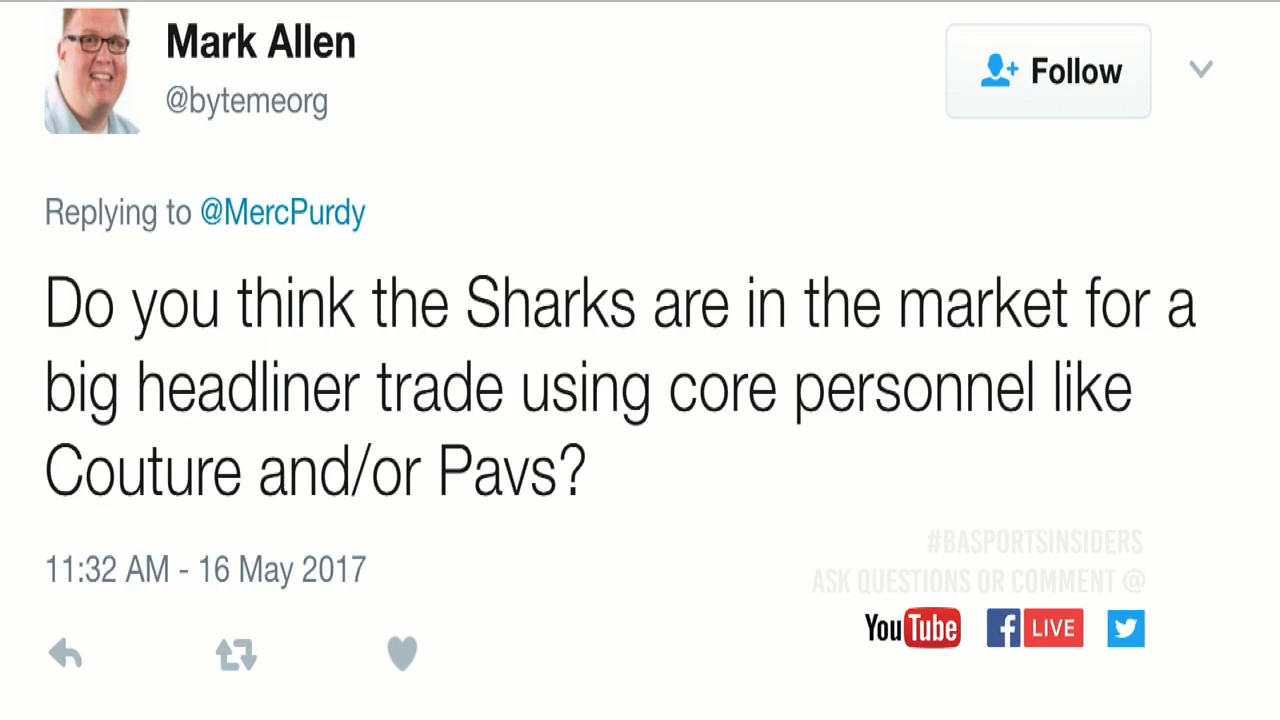 Mark Allen
@bytemeorg
Follow
Replying to @MercPurdy
Do you think the Sharks are in the market for a
big headliner trade using core personnel like
Couture and/or Pavs?
11:32 AM - 16 May 2017
#BASPORTSINSIDERS
ASK QUESTIONS OR COMMENT @
YouTube f LIVE